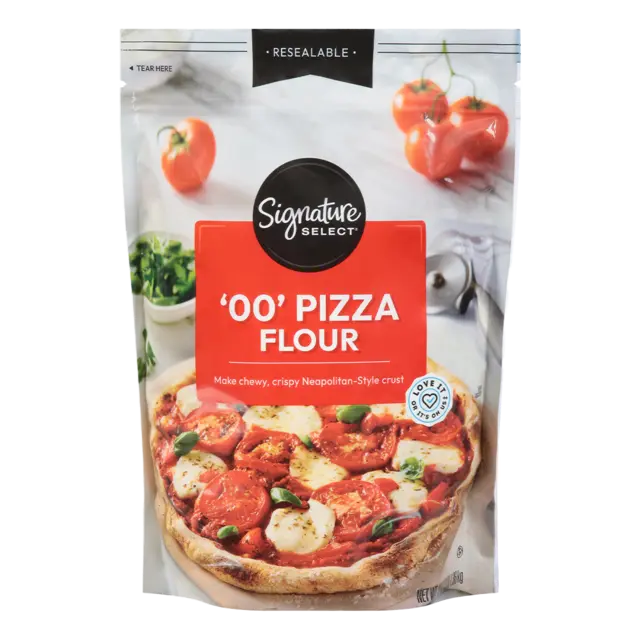 · RESEALABLE ·
◄ TEAR HERE
Signature
SELECT®
'00' PIZZA
FLOUR
Make chewy, crispy Neapolitan-Style crust
LOVE IT
OR IT'S ON US‡
NET